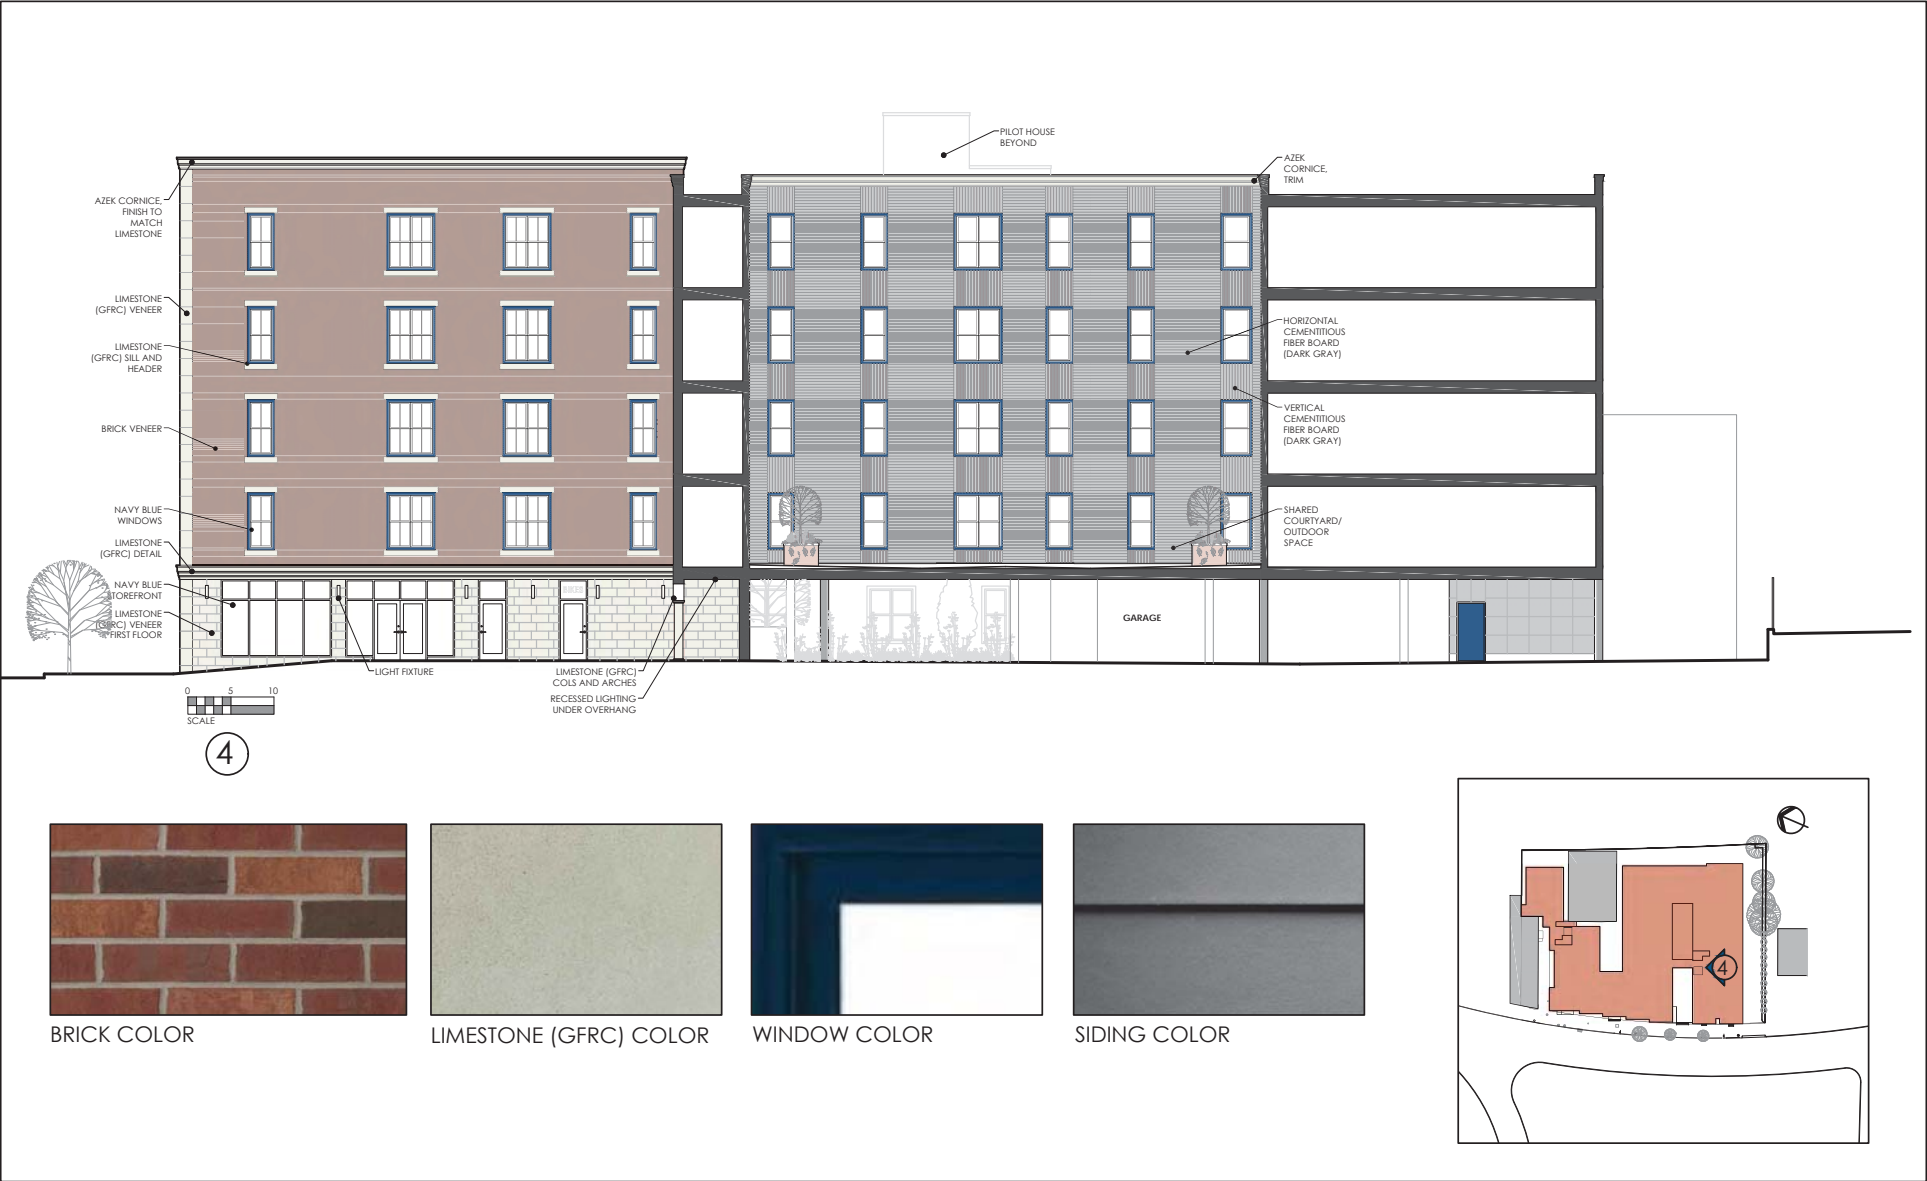 PILOT HOUSE
BEYOND
AZEK
CORNICE,
TRIM
AZEK CORNICE,
FINISH TO
MATCH
LIMESTONE
LIMESTONE
(GFRC) VENEER
LIMESTONE
(GFRC) SILL AND
HEADER
BRICK VENEER
NAVY BLUE
WINDOWS
LIMESTONE
(GFRC) DETAIL
NAVY BLUE
STOREFRONT
LIMESTONE
(GFRC) VENEER
FIRST FLOOR
HORIZONTAL
CEMENTITIOUS
FIBER BOARD
(DARK GRAY)
VERTICAL
CEMENTITIOUS
FIBER BOARD
(DARK GRAY)
SHARED
COURTYARD/
OUTDOOR
SPACE
GARAGE
LIGHT FIXTURE
LIMESTONE (GFRC)
COLS AND ARCHES
RECESSED LIGHTING
UNDER OVERHANG
0 5 10
SCALE
4
BRICK COLOR
LIMESTONE (GFRC) COLOR
WINDOW COLOR
SIDING COLOR
4